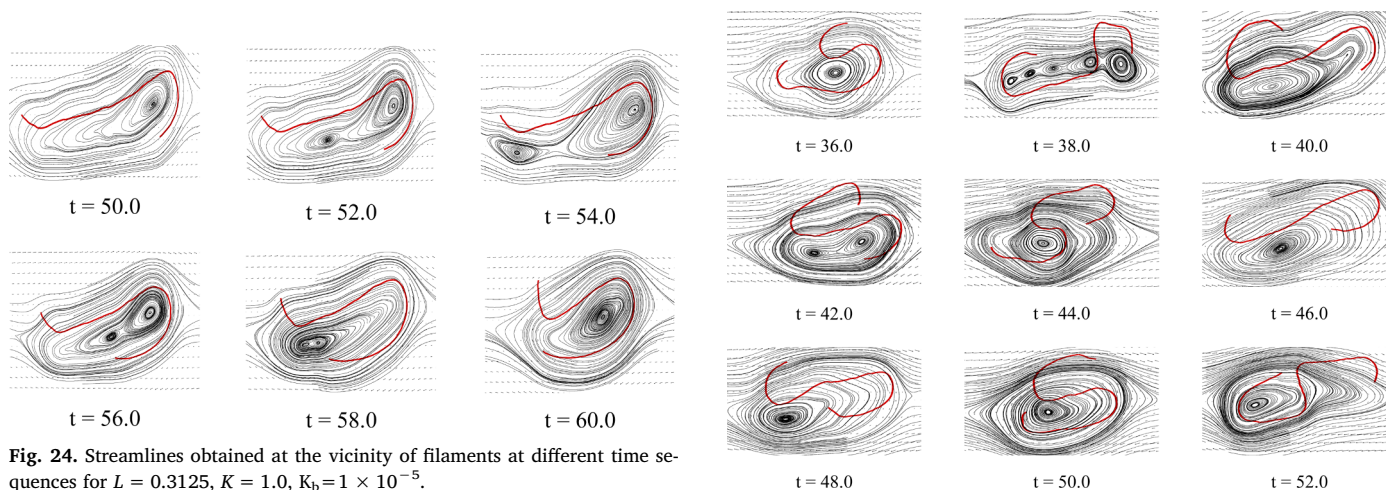 t = 50.0
t = 52.0
t = 54.0
t = 56.0
t = 58.0
t = 60.0
Fig. 24. Streamlines obtained at the vicinity of filaments at different time se-
quences for L = 0.3125, K = 1.0, K_b=1 × 10⁻⁵.
t = 36.0
t = 38.0
t = 40.0
t = 42.0
t = 44.0
t = 46.0
t = 48.0
t = 50.0
t = 52.0